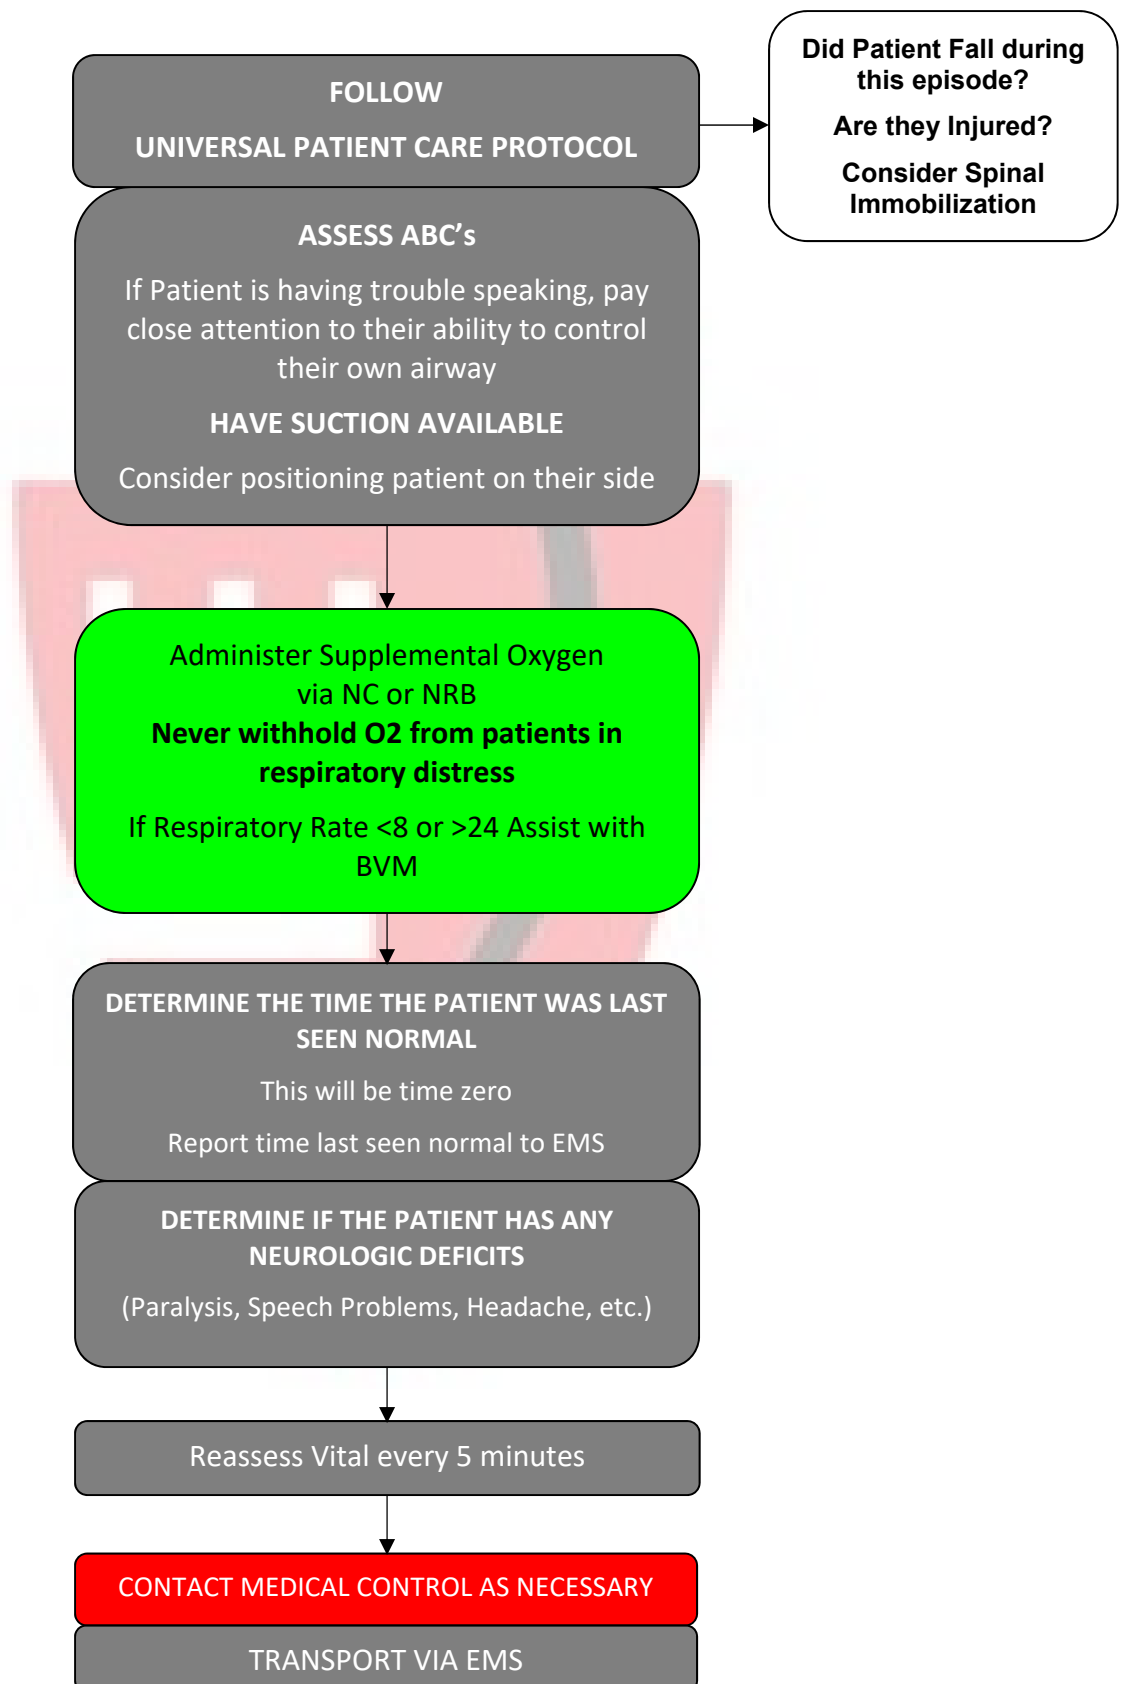 FOLLOW
UNIVERSAL PATIENT CARE PROTOCOL
Did Patient Fall during
this episode?
Are they Injured?
Consider Spinal
Immobilization
ASSESS ABC’s
If Patient is having trouble speaking, pay
close attention to their ability to control
their own airway
HAVE SUCTION AVAILABLE
Consider positioning patient on their side
Administer Supplemental Oxygen
via NC or NRB
Never withhold O2 from patients in
respiratory distress
If Respiratory Rate <8 or >24 Assist with
BVM
DETERMINE THE TIME THE PATIENT WAS LAST
SEEN NORMAL
This will be time zero
Report time last seen normal to EMS
DETERMINE IF THE PATIENT HAS ANY
NEUROLOGIC DEFICITS
(Paralysis, Speech Problems, Headache, etc.)
Reassess Vital every 5 minutes
CONTACT MEDICAL CONTROL AS NECESSARY
TRANSPORT VIA EMS